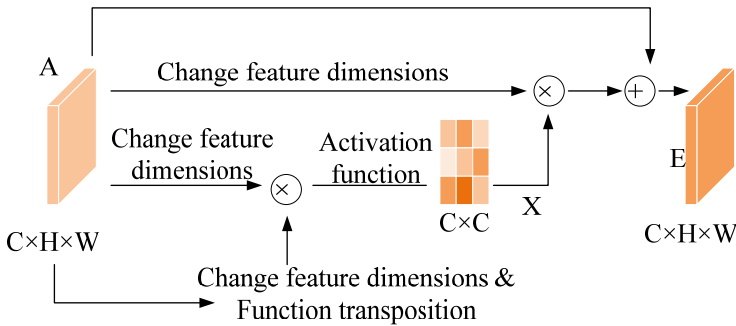 A
Change feature dimensions
×
+
Change feature
dimensions
×
Activation
function
C×C
X
E
C×H×W
C×H×W
Change feature dimensions &
Function transposition